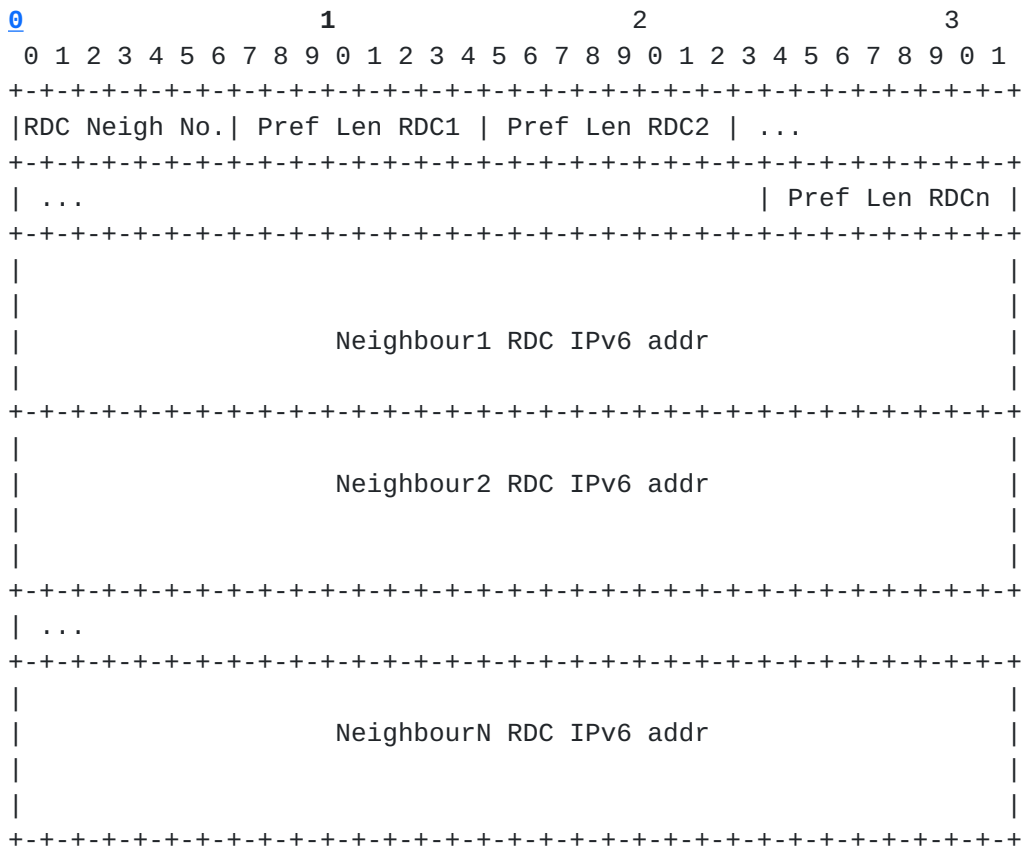 0                   1                   2                   3
 0 1 2 3 4 5 6 7 8 9 0 1 2 3 4 5 6 7 8 9 0 1 2 3 4 5 6 7 8 9 0 1
+-+-+-+-+-+-+-+-+-+-+-+-+-+-+-+-+-+-+-+-+-+-+-+-+-+-+-+-+-+-+-+-+
|RDC Neigh No.| Pref Len RDC1 | Pref Len RDC2 | ...
+-+-+-+-+-+-+-+-+-+-+-+-+-+-+-+-+-+-+-+-+-+-+-+-+-+-+-+-+-+-+-+-+
| ...                                           | Pref Len RDCn |
+-+-+-+-+-+-+-+-+-+-+-+-+-+-+-+-+-+-+-+-+-+-+-+-+-+-+-+-+-+-+-+-+
|                                                               |
|                                                               |
|                    Neighbour1 RDC IPv6 addr                   |
|                                                               |
+-+-+-+-+-+-+-+-+-+-+-+-+-+-+-+-+-+-+-+-+-+-+-+-+-+-+-+-+-+-+-+-+
|                                                               |
|                    Neighbour2 RDC IPv6 addr                   |
|                                                               |
|                                                               |
+-+-+-+-+-+-+-+-+-+-+-+-+-+-+-+-+-+-+-+-+-+-+-+-+-+-+-+-+-+-+-+-+
| ...
+-+-+-+-+-+-+-+-+-+-+-+-+-+-+-+-+-+-+-+-+-+-+-+-+-+-+-+-+-+-+-+-+
|                                                               |
|                    NeighbourN RDC IPv6 addr                   |
|                                                               |
|                                                               |
+-+-+-+-+-+-+-+-+-+-+-+-+-+-+-+-+-+-+-+-+-+-+-+-+-+-+-+-+-+-+-+-+